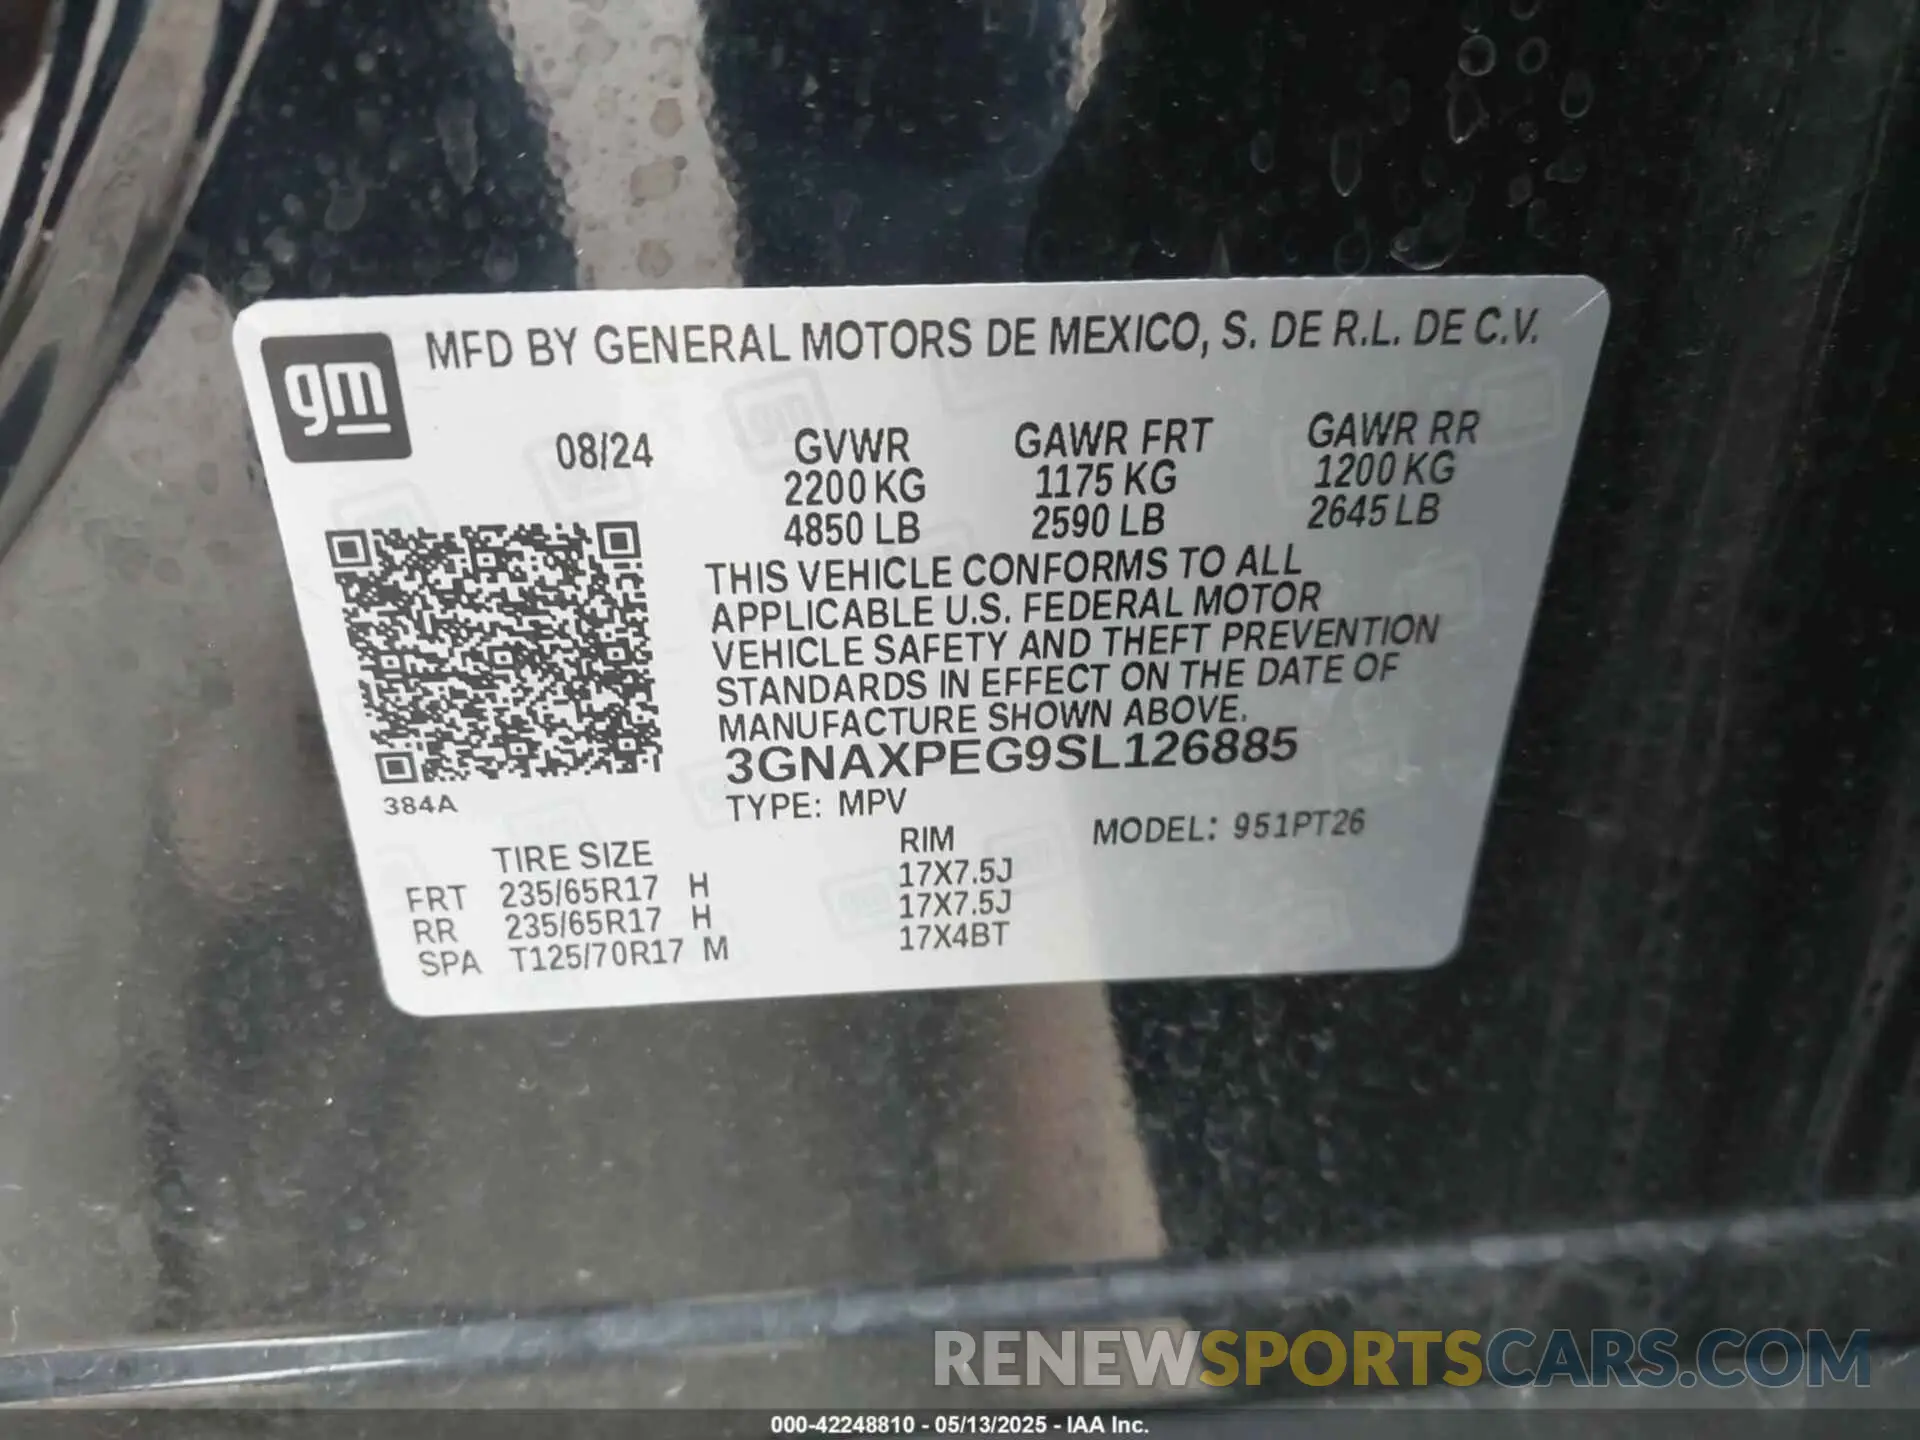 gm
MFD BY GENERAL MOTORS DE MEXICO, S. DE R.L. DE C.V.
08/24 GVWR GAWR FRT GAWR RR
2200 KG 1175 KG 1200 KG
4850 LB 2590 LB 2645 LB
THIS VEHICLE CONFORMS TO ALL
APPLICABLE U.S. FEDERAL MOTOR
VEHICLE SAFETY AND THEFT PREVENTION
STANDARDS IN EFFECT ON THE DATE OF
MANUFACTURE SHOWN ABOVE.
3GNAXPEG9SL126885
384A
TYPE: MPV
MODEL: 951PT26
TIRE SIZE RIM
FRT 235/65R17 H 17X7.5J
RR 235/65R17 H 17X7.5J
SPA T125/70R17 M 17X4BT
RENEWSPORTSCARS.COM
000-42248810 - 05/13/2025 - IAA Inc.